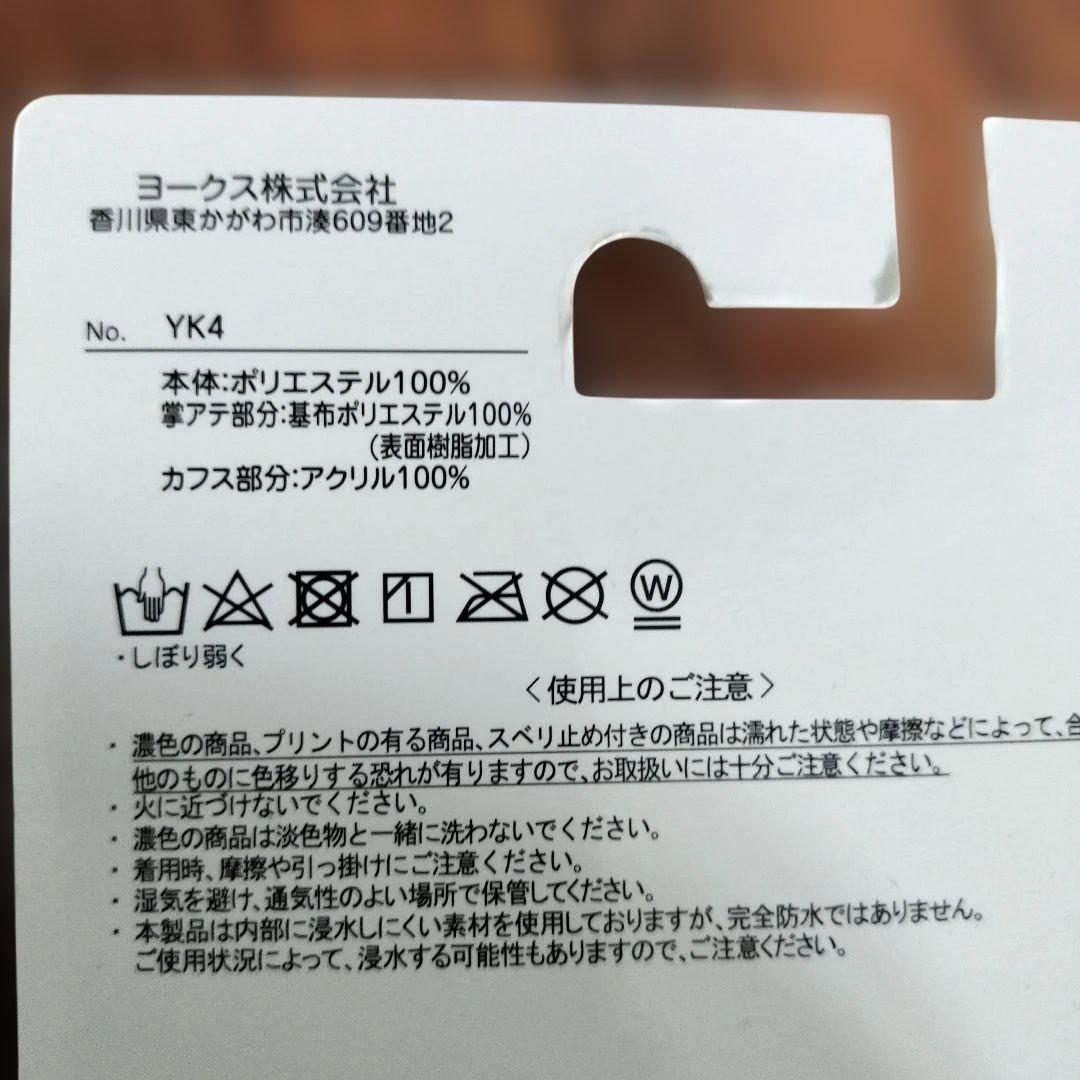 ヨークス株式会社
香川県東かがわ市湊609番地2
No. YK4
本体:ポリエステル100%
掌アテ部分:基布ポリエステル100%
(表面樹脂加工)
カフス部分:アクリル100%
W
・しぼり弱く
〈使用上のご注意〉
・濃色の商品、プリントの有る商品、スベリ止め付きの商品は濡れた状態や摩擦などによって、合
他のものに色移りする恐れが有りますので、お取扱いには十分ご注意ください。
・火に近づけないでください。
・濃色の商品は淡色物と一緒に洗わないでください。
・着用時、摩擦や引っ掛けにご注意ください。
・湿気を避け、通気性のよい場所で保管してください。
・本製品は内部に浸水しにくい素材を使用しておりますが、完全防水ではありません。
ご使用状況によって、浸水する可能性もありますので、ご注意ください。